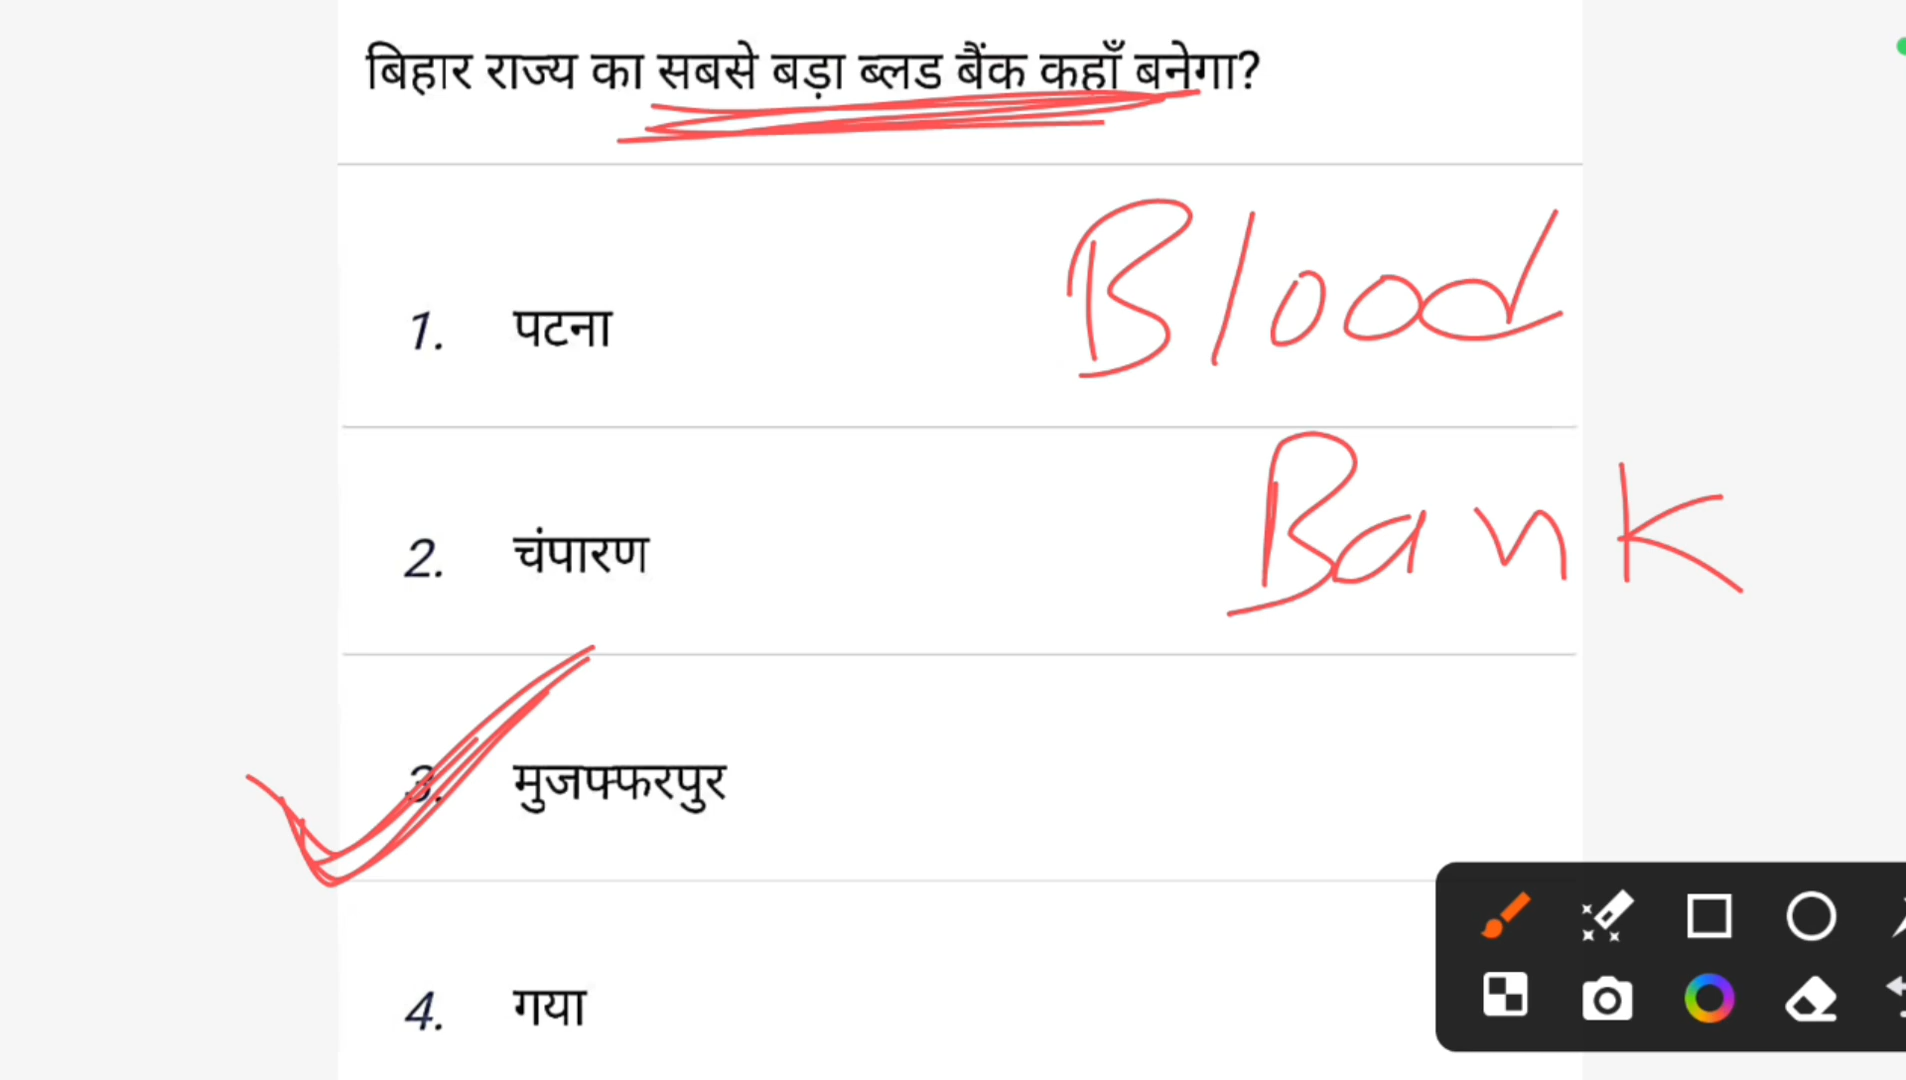 बिहार राज्य का सबसे बड़ा ब्लड बैंक कहाँ बनेगा?
1. पटना
Blood
2. चंपारण
Bank
3. मुजफ्फरपुर
4. गया